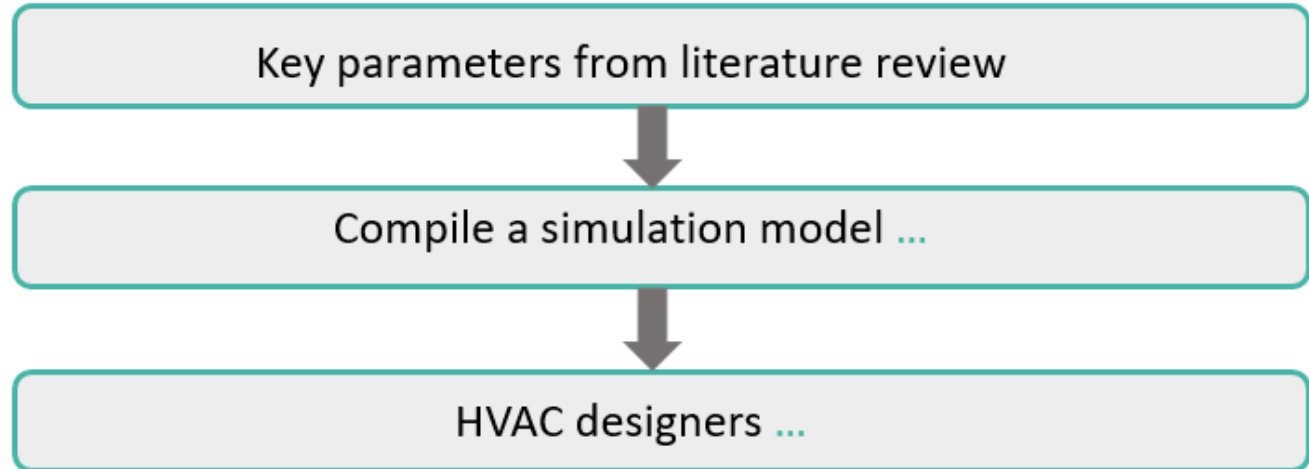 Key parameters from literature review
Compile a simulation model ...
HVAC designers ...